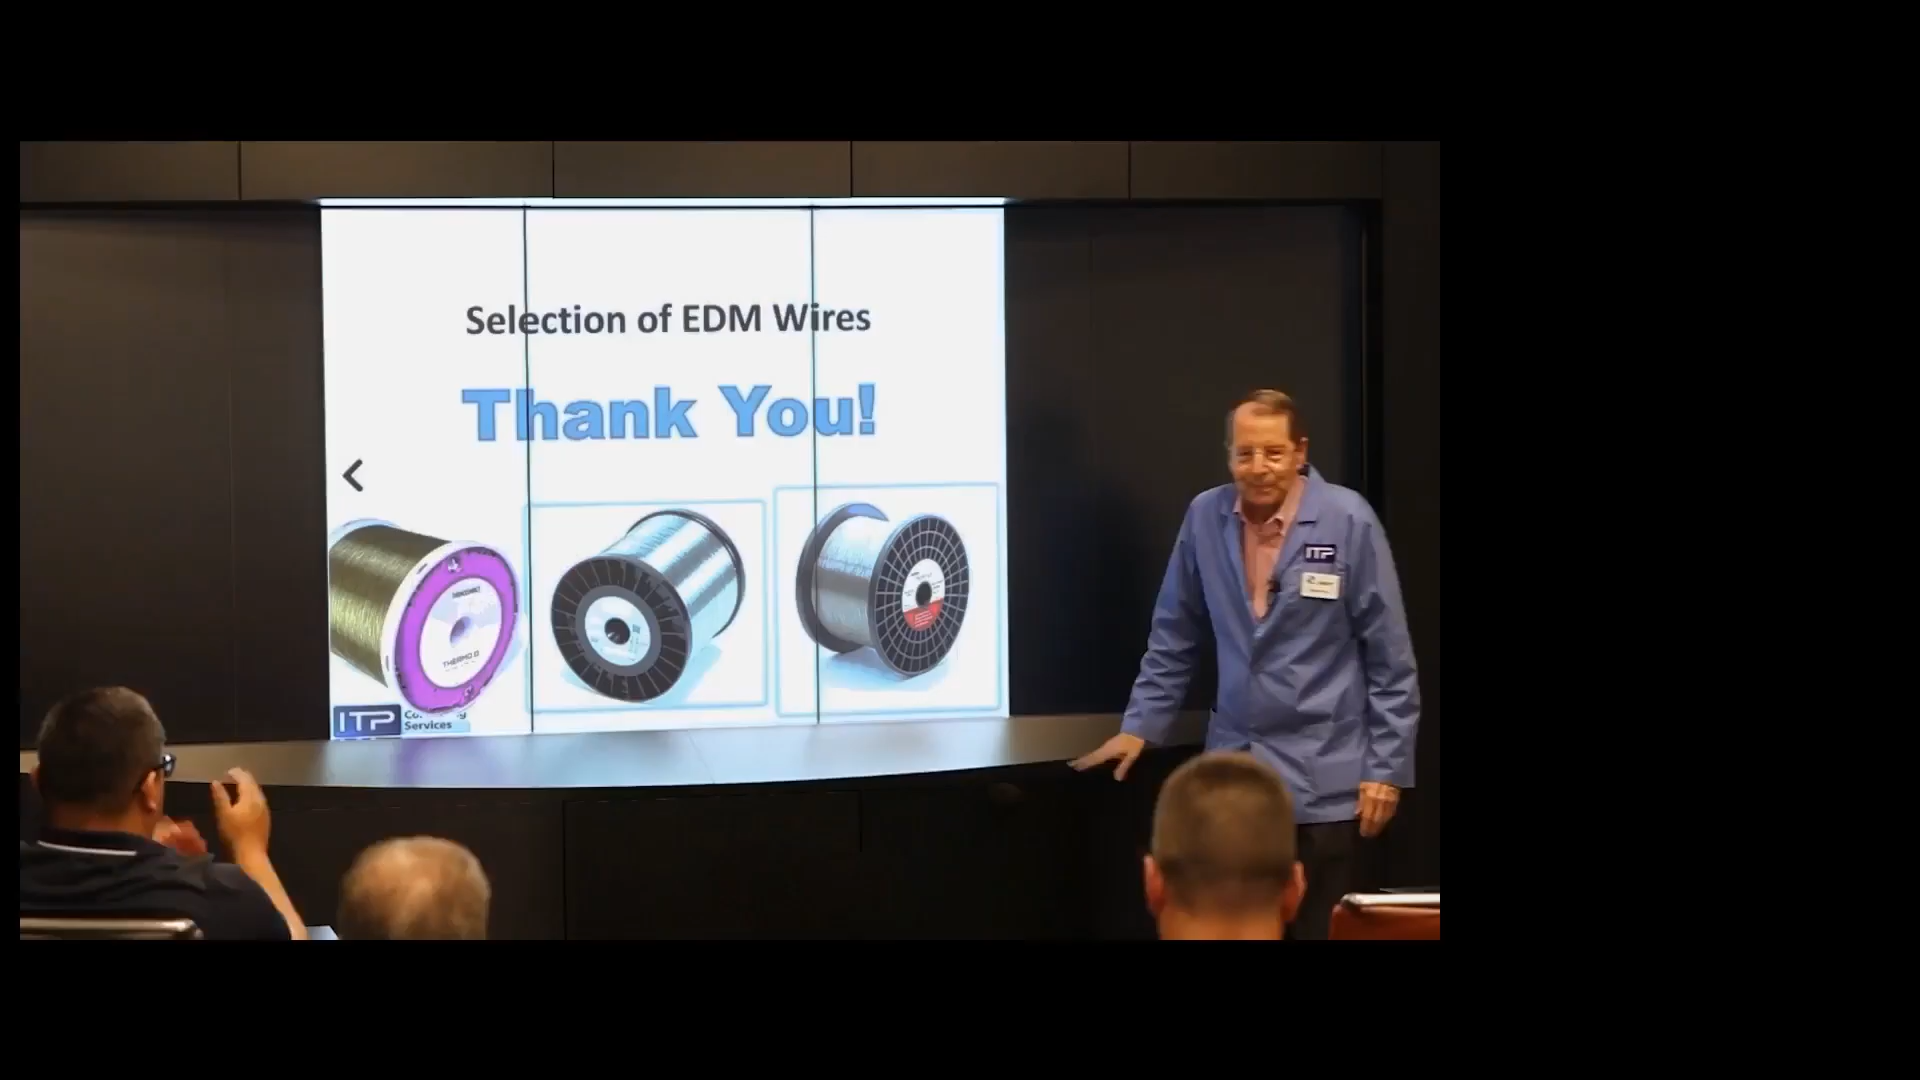 Selection of EDM Wires
Thank You!
THERMO B
ITP
Services
ITP